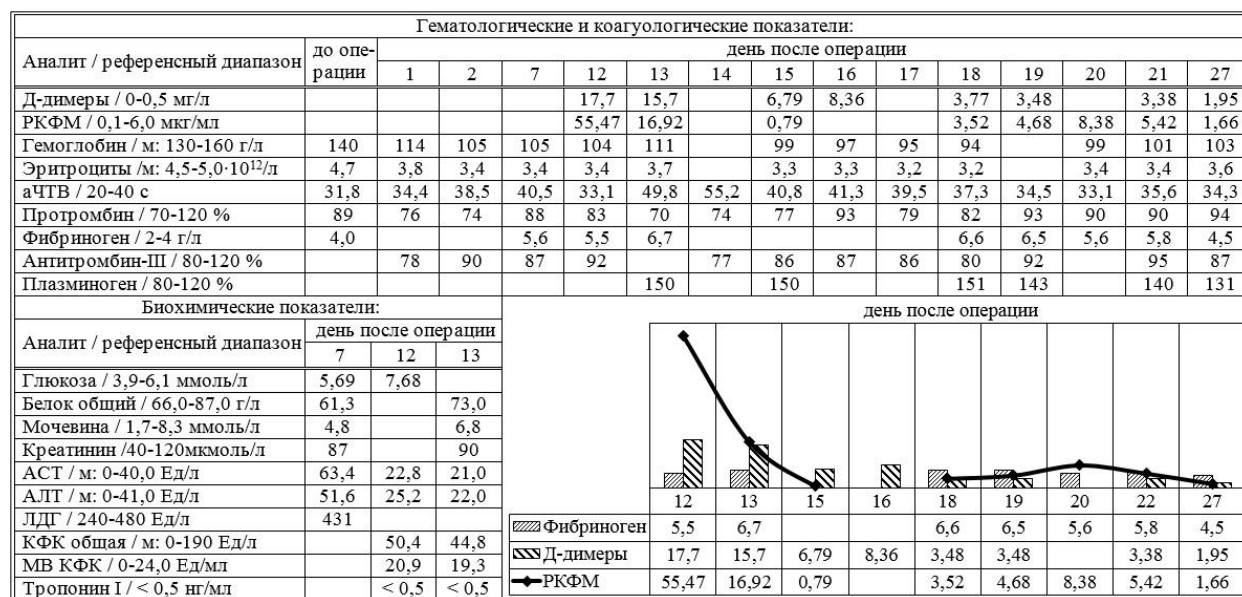 Гематологические и коагуологические показатели:
Аналит / референсный диапазон до опе-рации день после операции
1 2 7 12 13 14 15 16 17 18 19 20 21 27
Д-димеры / 0-0,5 мг/л 17,7 15,7 6,79 8,36 3,77 3,48 3,38 1,95
РКФМ / 0,1-6,0 мкг/мл 55,47 16,92 0,79 3,52 4,68 8,38 5,42 1,66
Гемоглобин / м: 130-160 г/л 140 114 105 105 104 111 99 97 95 94 99 101 103
Эритроциты /м: 4,5-5,0·10¹²/л 4,7 3,8 3,4 3,4 3,4 3,7 3,3 3,3 3,2 3,2 3,4 3,4 3,6
аЧТВ / 20-40 с 31,8 34,4 38,5 40,5 33,1 49,8 55,2 40,8 41,3 39,5 37,3 34,5 33,1 35,6 34,3
Протромбин / 70-120 % 89 76 74 88 83 70 74 77 93 79 82 93 90 90 94
Фибриноген / 2-4 г/л 4,0 5,6 5,5 6,7 6,6 6,5 5,6 5,8 4,5
Антитромбин-III / 80-120 % 78 90 87 92 77 86 87 86 80 92 95 87
Плазминоген / 80-120 % 150 150 151 143 140 131
Биохимические показатели:
Аналит / референсный диапазон день после операции
7 12 13
Глюкоза / 3,9-6,1 ммоль/л 5,69 7,68
Белок общий / 66,0-87,0 г/л 61,3 73,0
Мочевина / 1,7-8,3 ммоль/л 4,8 6,8
Креатинин /40-120мкмоль/л 87 90
АСТ / м: 0-40,0 Ед/л 63,4 22,8 21,0
АЛТ / м: 0-41,0 Ед/л 51,6 25,2 22,0
ЛДГ / 240-480 Ед/л 431
КФК общая / м: 0-190 Ед/л 50,4 44,8
МВ КФК / 0-24,0 Ед/мл 20,9 19,3
Тропонин I / < 0,5 нг/мл < 0,5 < 0,5
день после операции
12 13 15 16 18 19 20 22 27
Фибриноген 5,5 6,7 6,6 6,5 5,6 5,8 4,5
Д-димеры 17,7 15,7 6,79 8,36 3,48 3,48 3,38 1,95
РКФМ 55,47 16,92 0,79 3,52 4,68 8,38 5,42 1,66